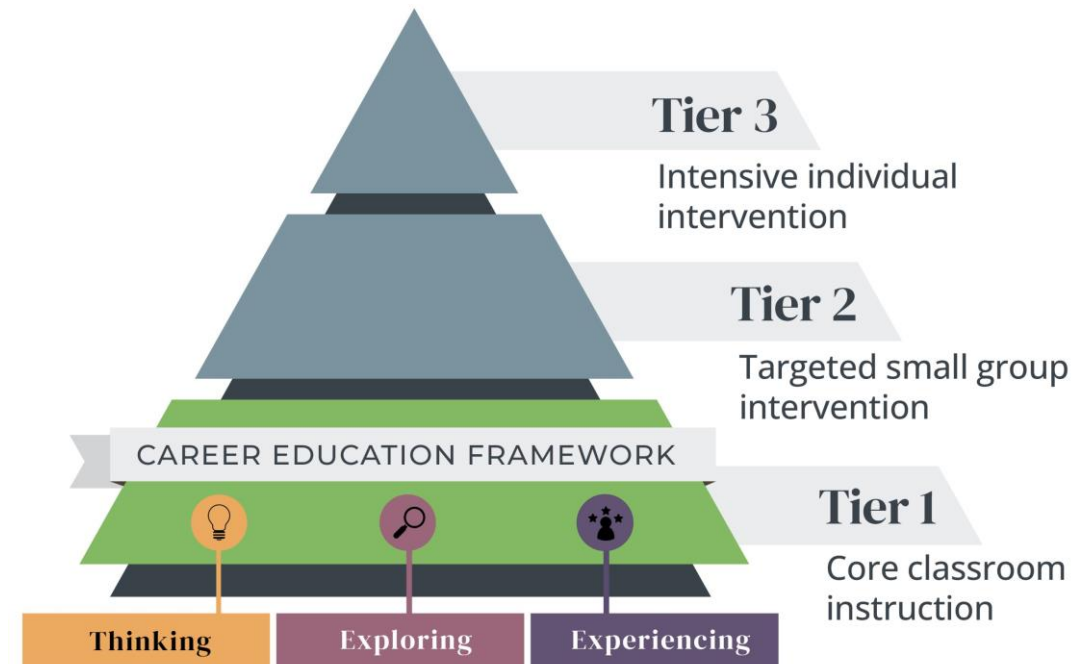 Tier 3
Intensive individual
intervention
Tier 2
Targeted small group
intervention
CAREER EDUCATION FRAMEWORK
Tier 1
Core classroom
instruction
Thinking
Exploring
Experiencing